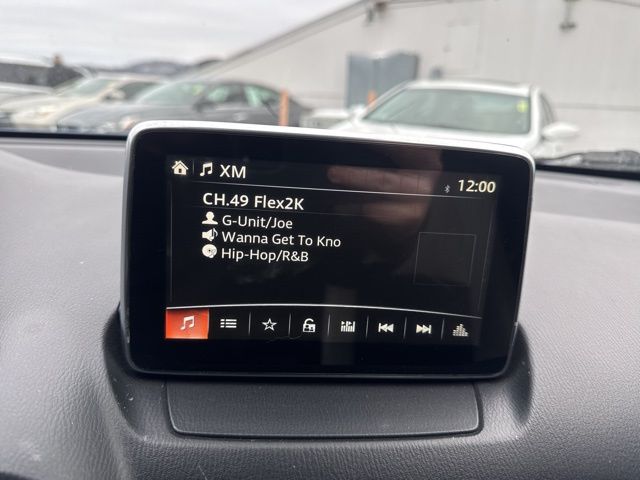 XM
12:00
CH.49 Flex2K
G-Unit/Joe
Wanna Get To Kno
Hip-Hop/R&B